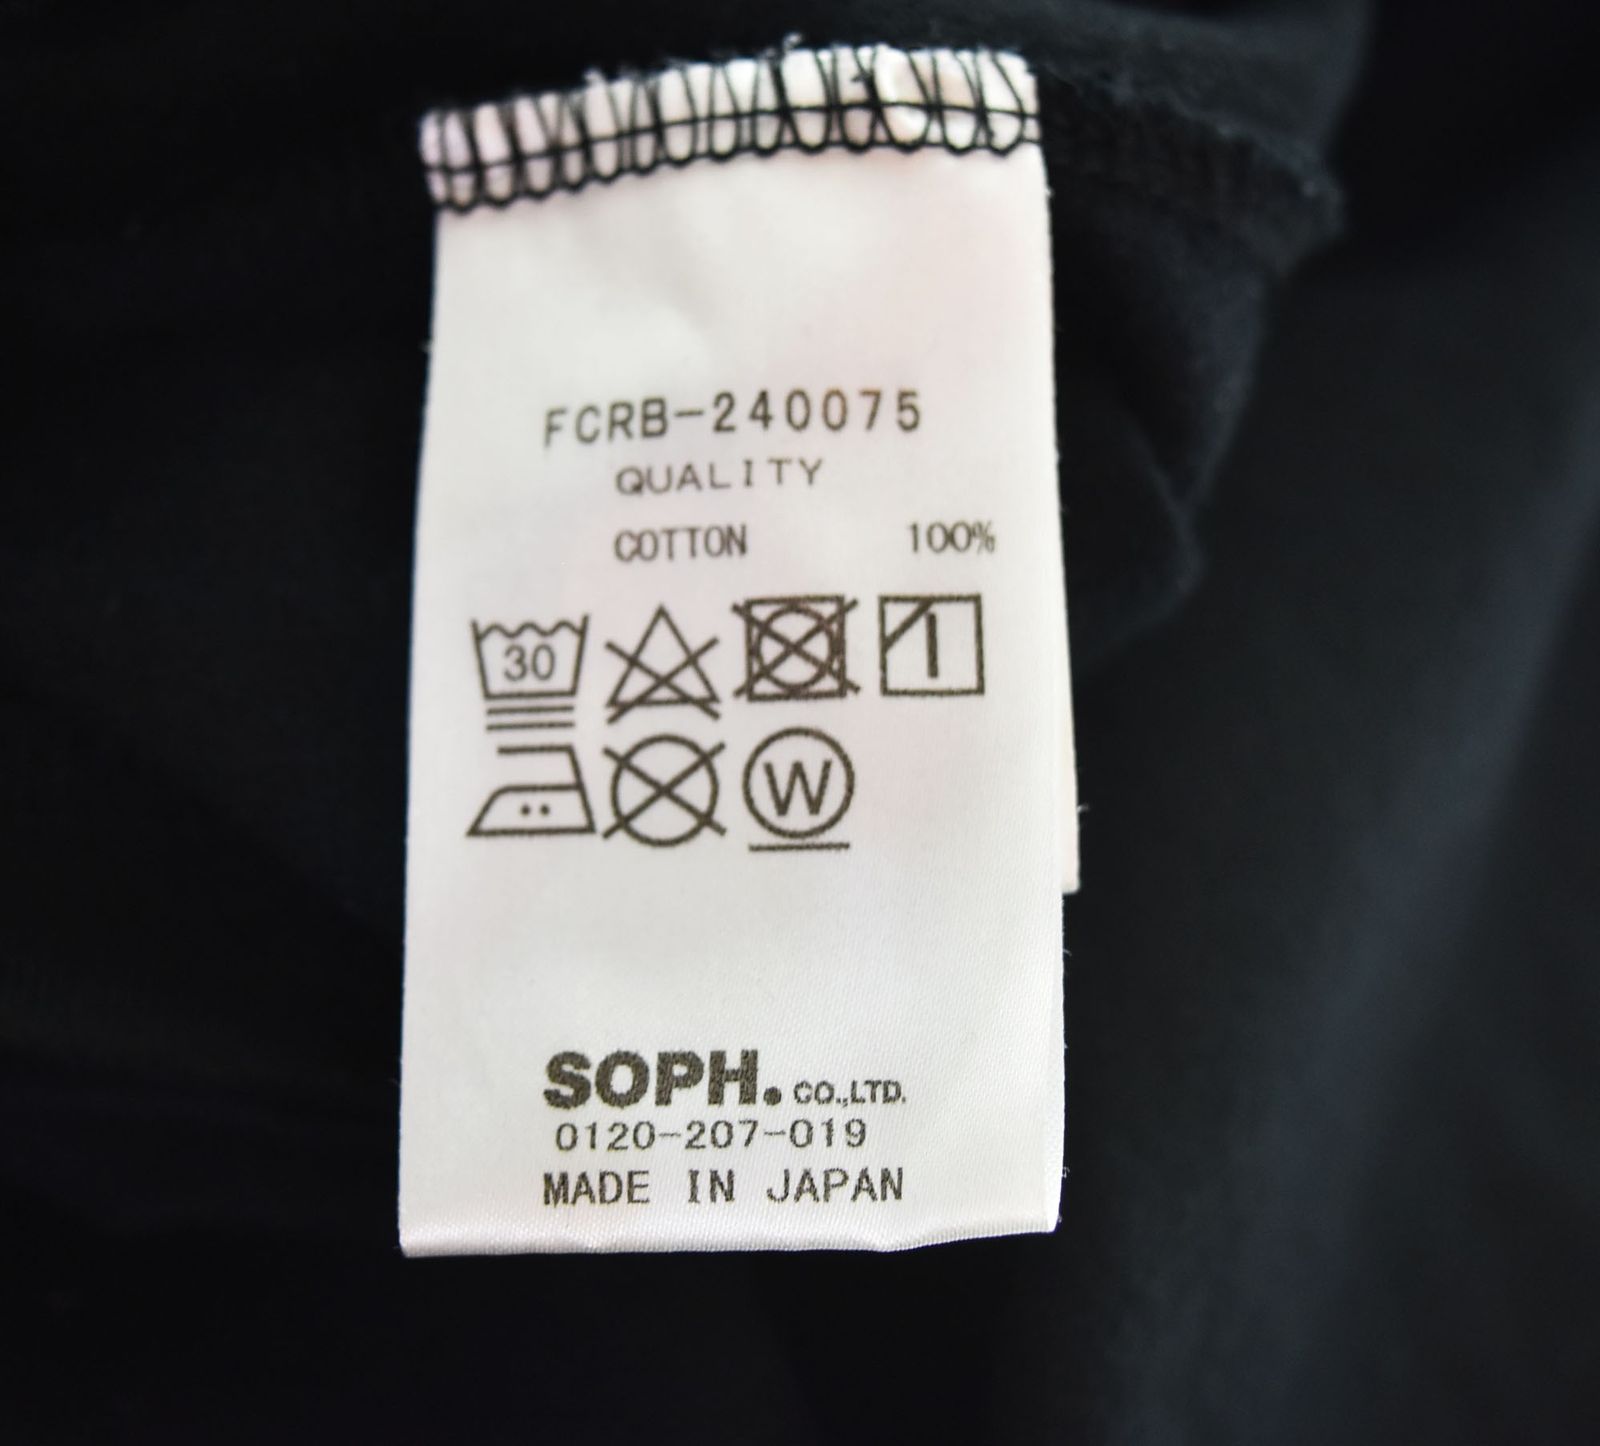 FCRB-240075
QUALITY
COTTON 100%
30
W
SOPH. CO.,LTD.
0120-207-019
MADE IN JAPAN